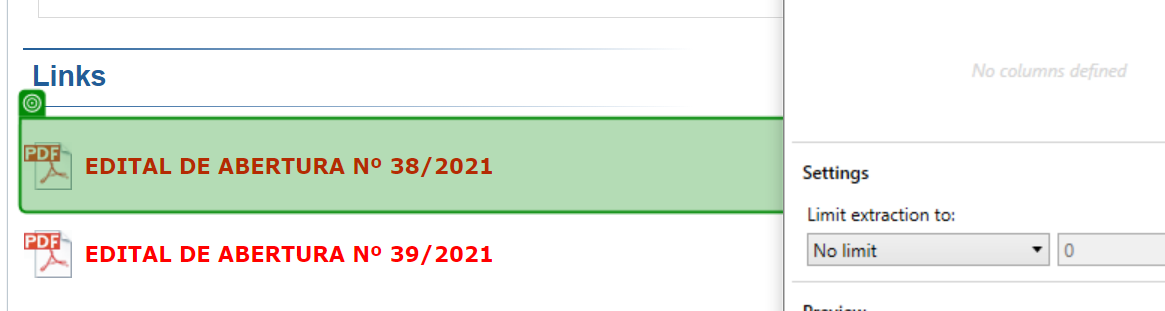 Links
PDF
EDITAL DE ABERTURA Nº 38/2021
PDF
EDITAL DE ABERTURA Nº 39/2021
No columns defined
Settings
Limit extraction to:
No limit
0